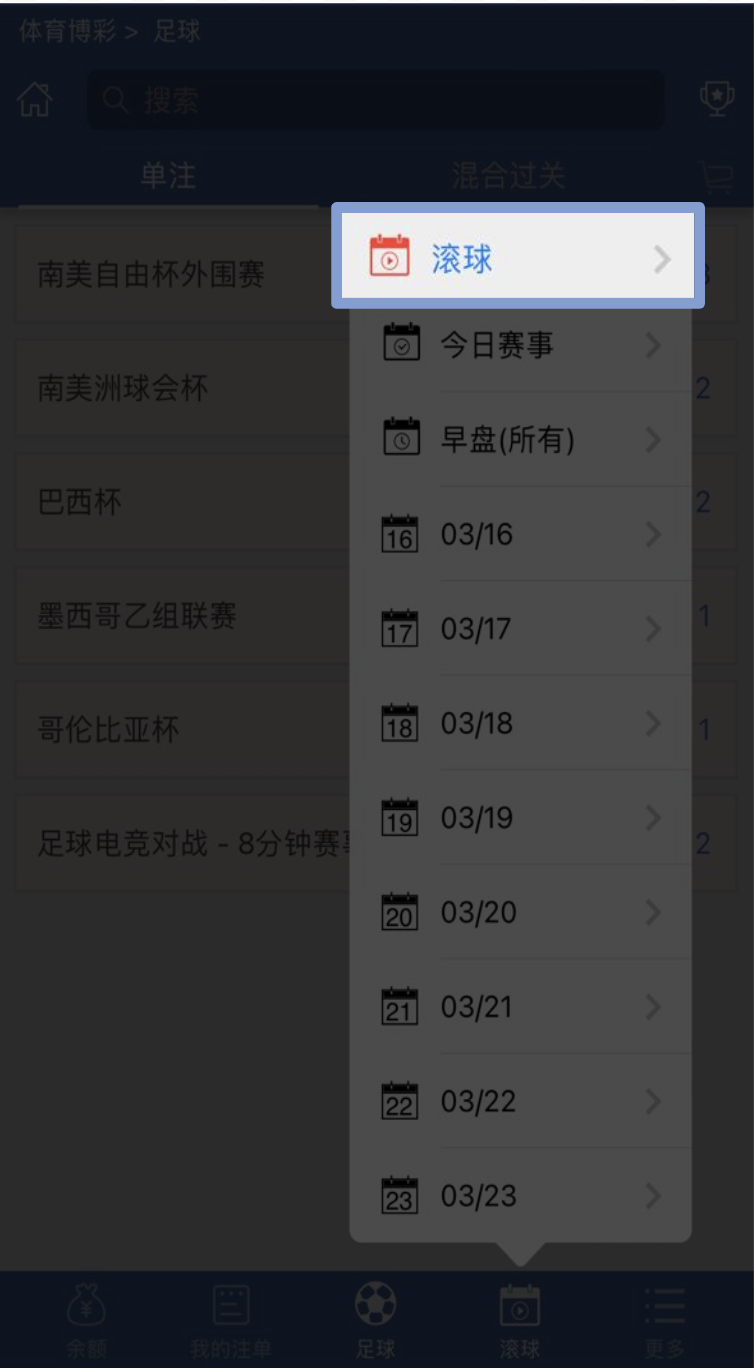 体育博彩 > 足球
搜索
单注
混合过关
南美自由杯外围赛
3
南美洲球会杯
2
巴西杯
2
墨西哥乙组联赛
1
哥伦比亚杯
1
足球电竞对战 - 8分钟赛
2
滚球
今日赛事
早盘(所有)
16 03/16
17 03/17
18 03/18
19 03/19
20 03/20
21 03/21
22 03/22
23 03/23
¥
余额
我的注单
足球
滚球
更多